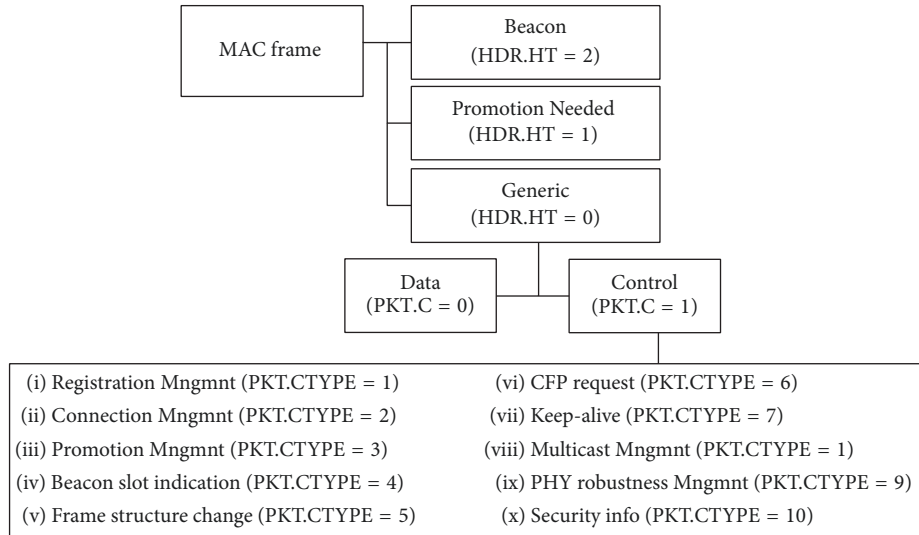 MAC frame
Beacon
(HDR.HT = 2)
Promotion Needed
(HDR.HT = 1)
Generic
(HDR.HT = 0)
Data
(PKT.C = 0)
Control
(PKT.C = 1)
(i) Registration Mngmnt (PKT.CTYPE = 1)
(ii) Connection Mngmnt (PKT.CTYPE = 2)
(iii) Promotion Mngmnt (PKT.CTYPE = 3)
(iv) Beacon slot indication (PKT.CTYPE = 4)
(v) Frame structure change (PKT.CTYPE = 5)
(vi) CFP request (PKT.CTYPE = 6)
(vii) Keep-alive (PKT.CTYPE = 7)
(viii) Multicast Mngmnt (PKT.CTYPE = 1)
(ix) PHY robustness Mngmnt (PKT.CTYPE = 9)
(x) Security info (PKT.CTYPE = 10)